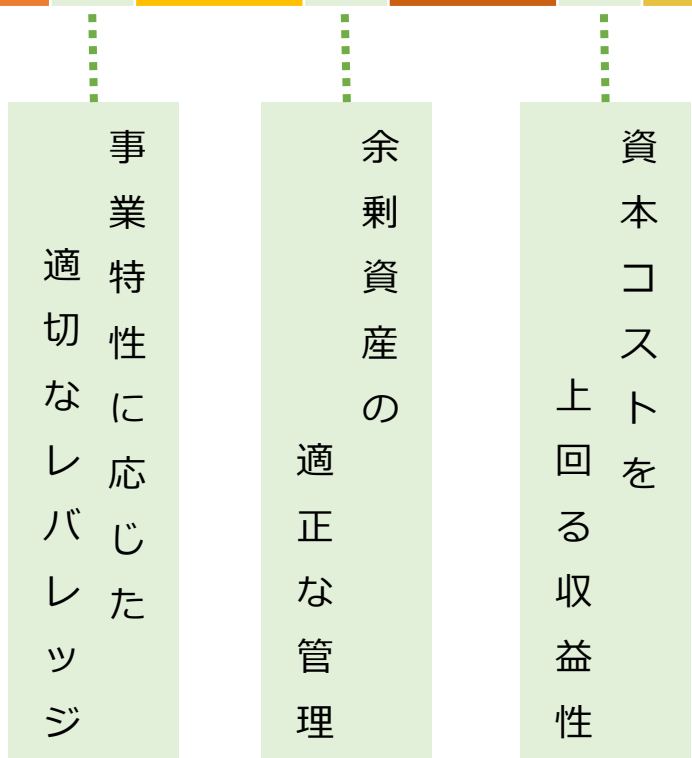 資本コストを
上回る収益性
余剰資産の
適正な管理
事業特性に応じた
適切なレバレッジ